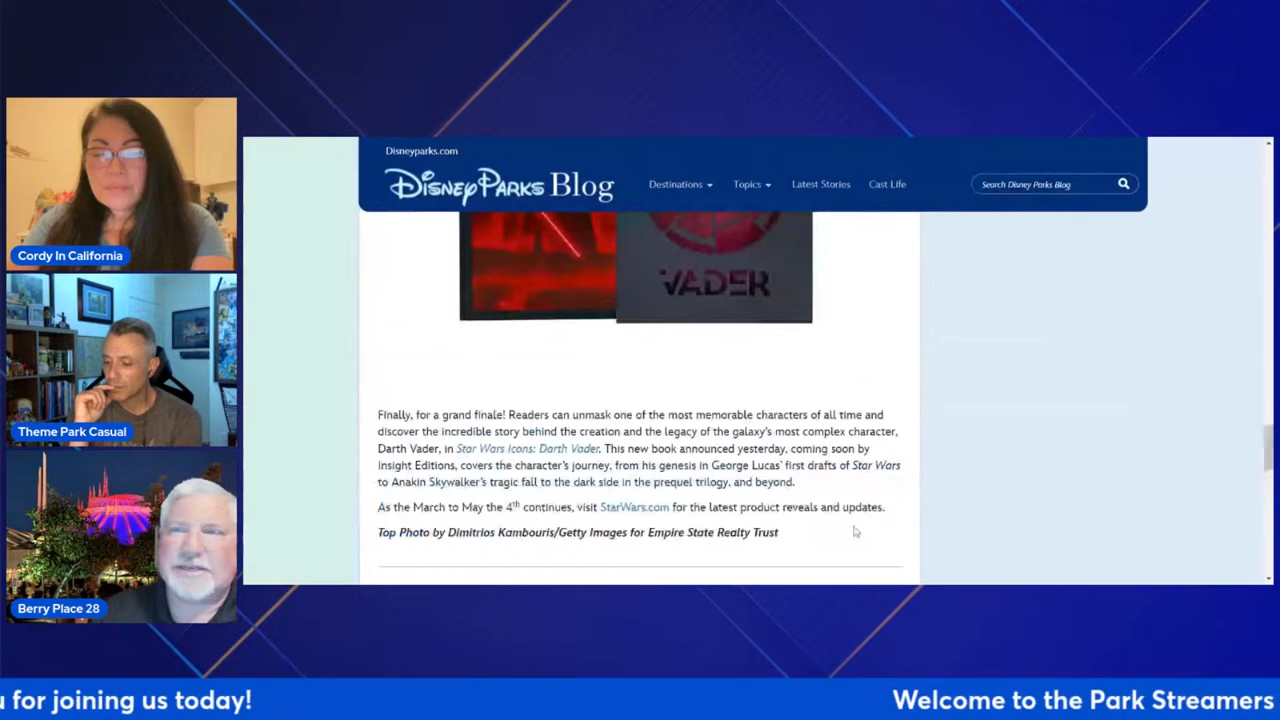 Disneyparks.com
Disney Parks Blog
Destinations
Topics
Latest Stories
Cast Life
Search Disney Parks Blog
VADER
Cordy In California
Theme Park Casual
Berry Place 28
Finally, for a grand finale! Readers can unmask one of the most memorable characters of all time and
discover the incredible story behind the creation and the legacy of the galaxy's most complex character,
Darth Vader, in Star Wars Icons: Darth Vader. This new book announced yesterday, coming soon by
Insight Editions, covers the character's journey, from his genesis in George Lucas' first drafts of Star Wars
to Anakin Skywalker's tragic fall to the dark side in the prequel trilogy, and beyond.
As the March to May the 4th continues, visit StarWars.com for the latest product reveals and updates.
Top Photo by Dimitrios Kambouris/Getty Images for Empire State Realty Trust
u for joining us today!
Welcome to the Park Streamers